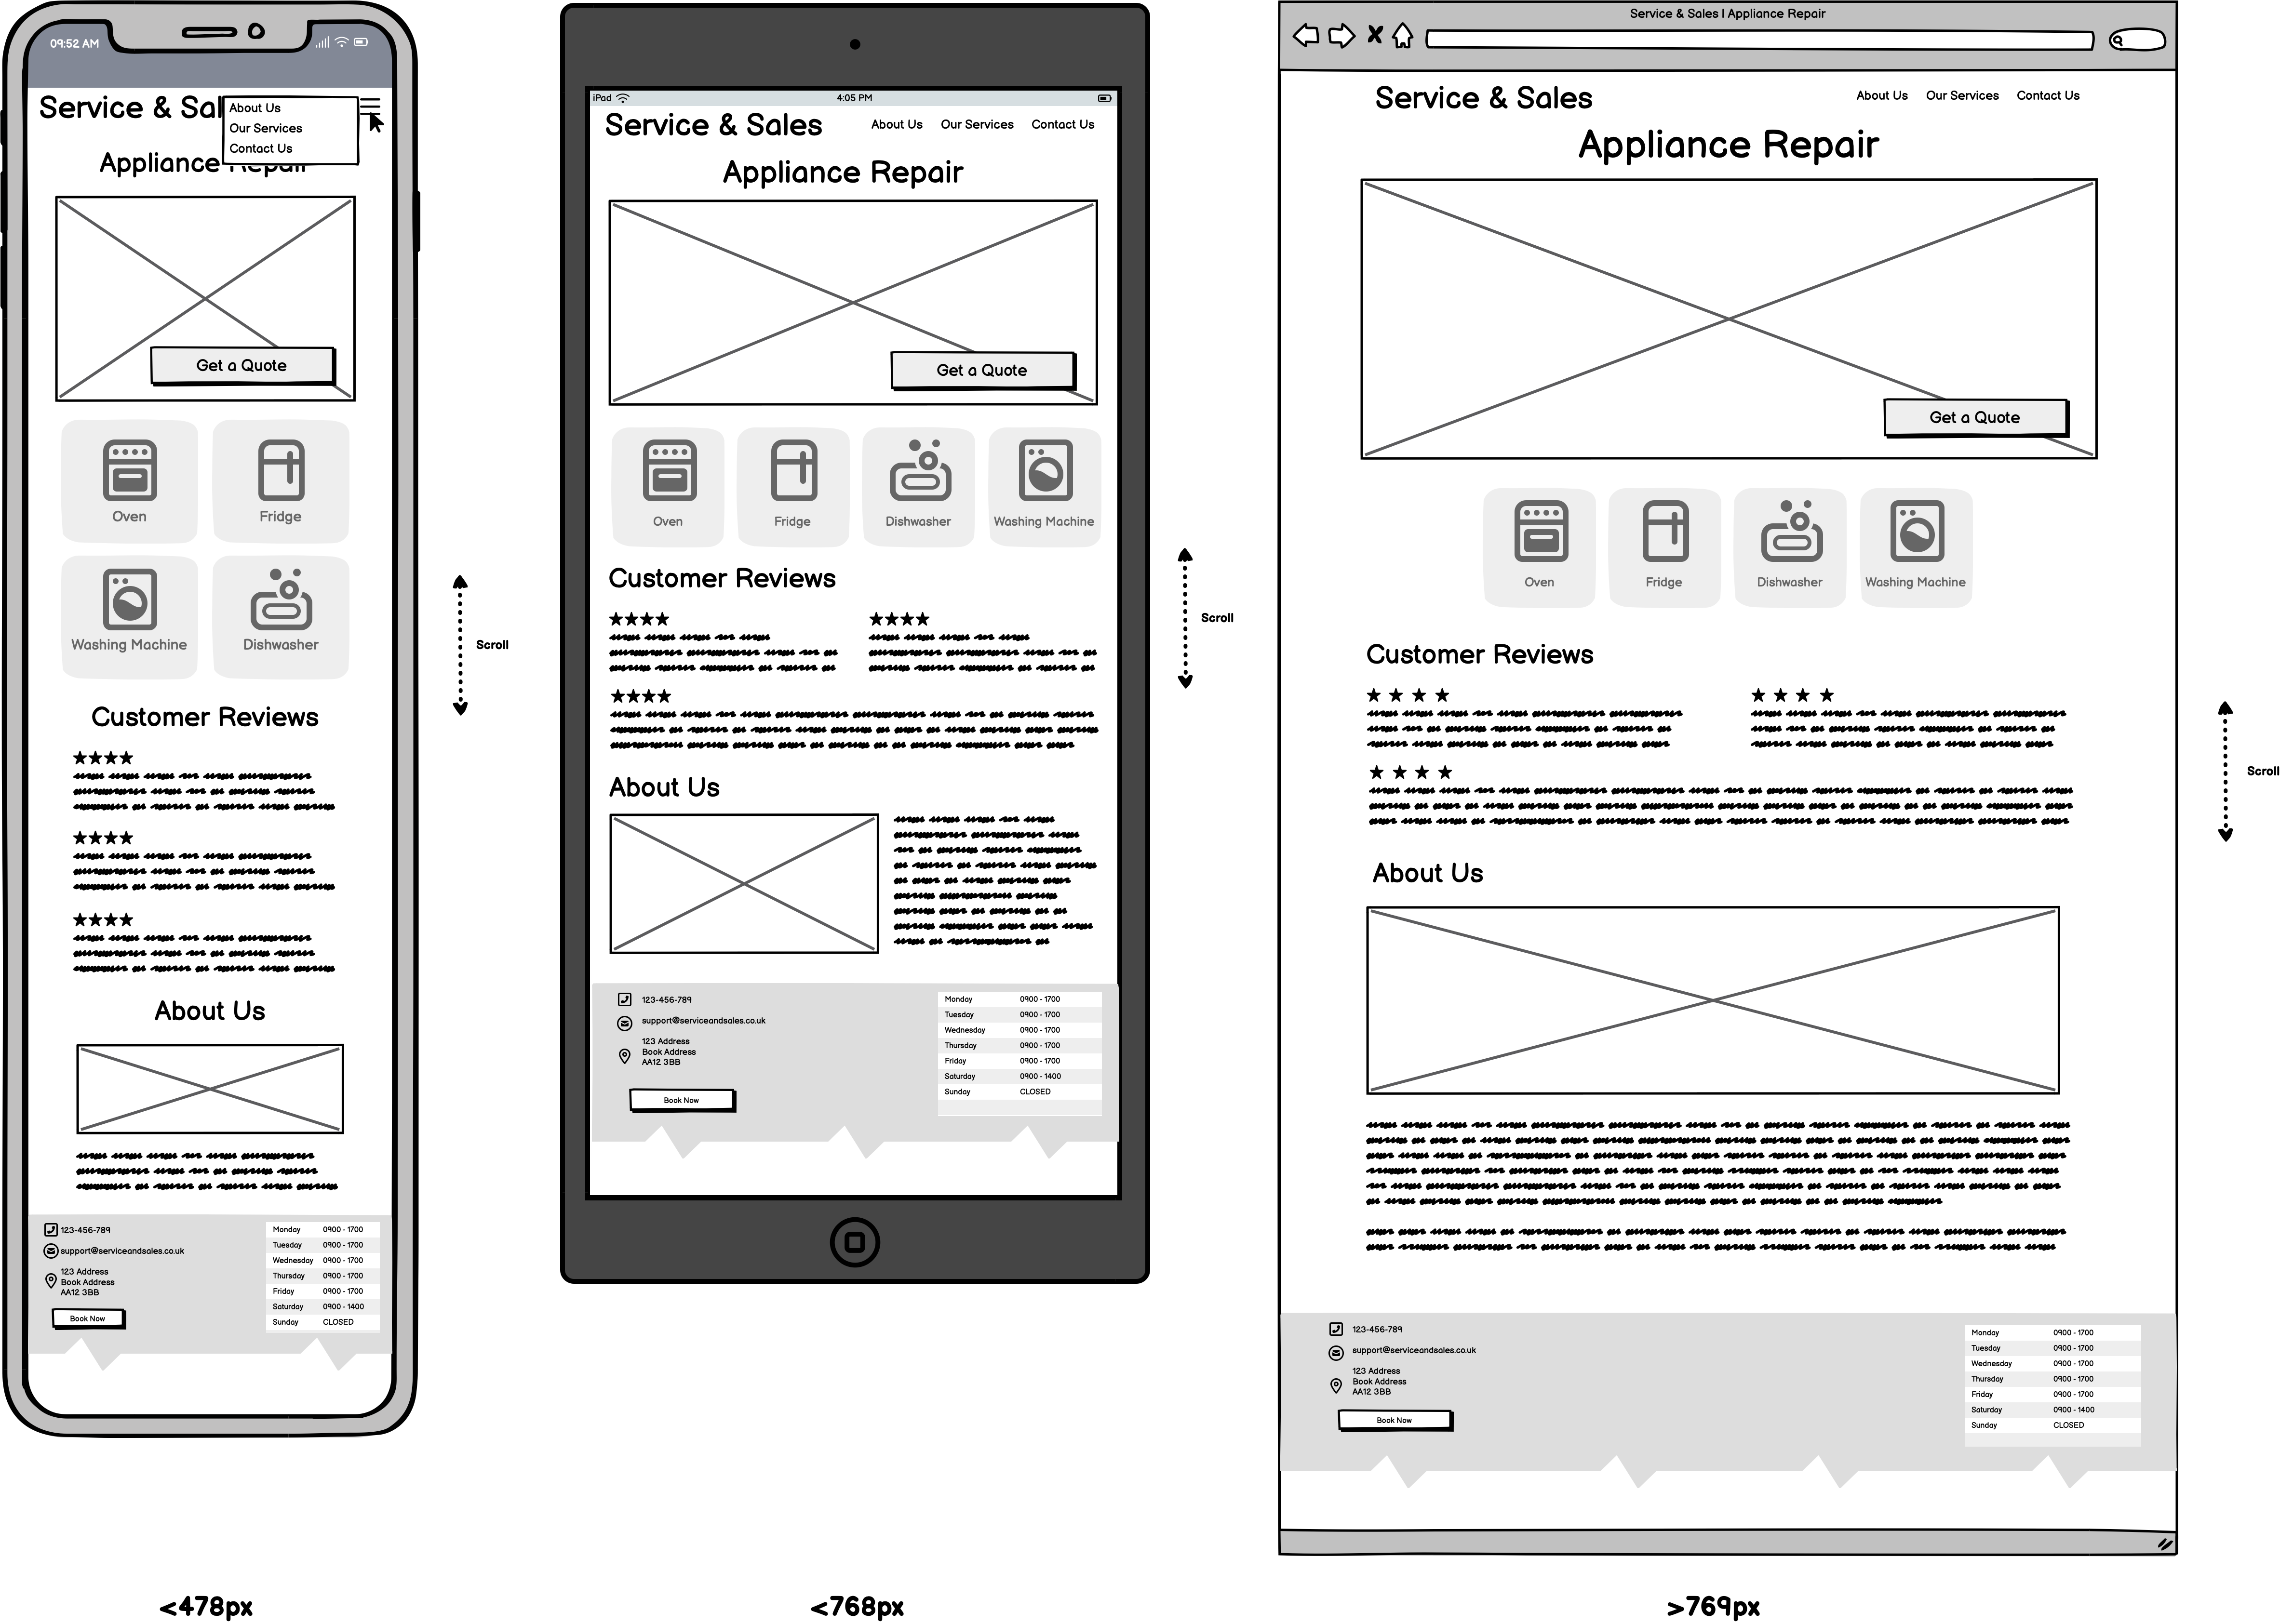 09:52 AM
Service & Sal
About Us
Our Services
Contact Us
Appliance Repair
Get a Quote
Oven
Fridge
Washing Machine
Dishwasher
Customer Reviews
About Us
123-456-789
support@serviceandsales.co.uk
123 Address
Book Address
AA12 3BB
Book Now
Monday 0900 - 1700
Tuesday 0900 - 1700
Wednesday 0900 - 1700
Thursday 0900 - 1700
Friday 0900 - 1700
Saturday 0900 - 1400
Sunday CLOSED
Scroll
<478px
iPad 4:05 PM
Service & Sales About Us Our Services Contact Us
Appliance Repair
Get a Quote
Oven Fridge Dishwasher Washing Machine
Customer Reviews
About Us
123-456-789
support@serviceandsales.co.uk
123 Address
Book Address
AA12 3BB
Book Now
Monday 0900 - 1700
Tuesday 0900 - 1700
Wednesday 0900 - 1700
Thursday 0900 - 1700
Friday 0900 - 1700
Saturday 0900 - 1400
Sunday CLOSED
Scroll
<768px
Service & Sales | Appliance Repair
Service & Sales About Us Our Services Contact Us
Appliance Repair
Get a Quote
Oven Fridge Dishwasher Washing Machine
Customer Reviews
About Us
123-456-789
support@serviceandsales.co.uk
123 Address
Book Address
AA12 3BB
Book Now
Monday 0900 - 1700
Tuesday 0900 - 1700
Wednesday 0900 - 1700
Thursday 0900 - 1700
Friday 0900 - 1700
Saturday 0900 - 1400
Sunday CLOSED
Scroll
>769px